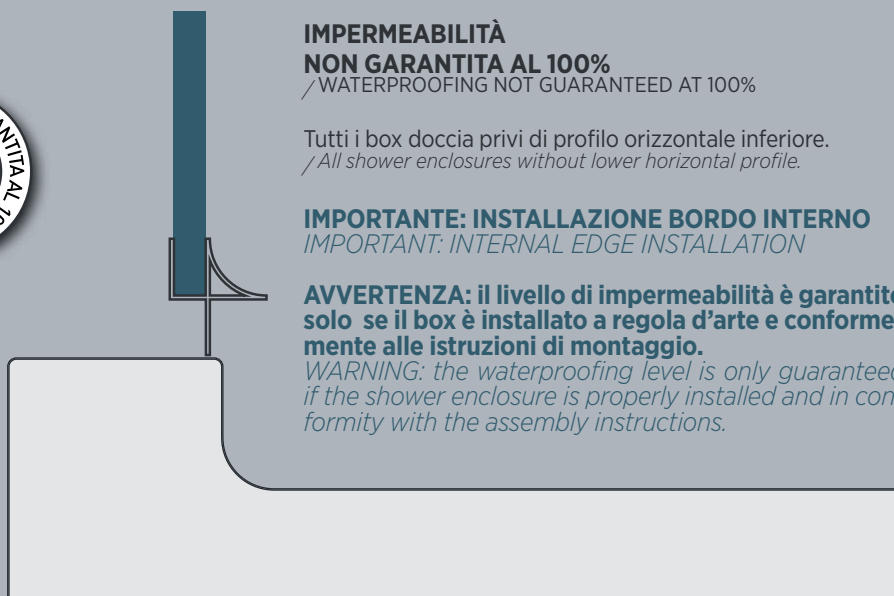 IMPERMEABILITÀ
NON GARANTITA AL 100%
/ WATERPROOFING NOT GUARANTEED AT 100%
Tutti i box doccia privi di profilo orizzontale inferiore.
/ All shower enclosures without lower horizontal profile.
IMPORTANTE: INSTALLAZIONE BORDO INTERNO
IMPORTANT: INTERNAL EDGE INSTALLATION
AVVERTENZA: il livello di impermeabilità è garantito
solo se il box è installato a regola d'arte e conforme
mente alle istruzioni di montaggio.
WARNING: the waterproofing level is only guaranteed
if the shower enclosure is properly installed and in con
formity with the assembly instructions.
AL